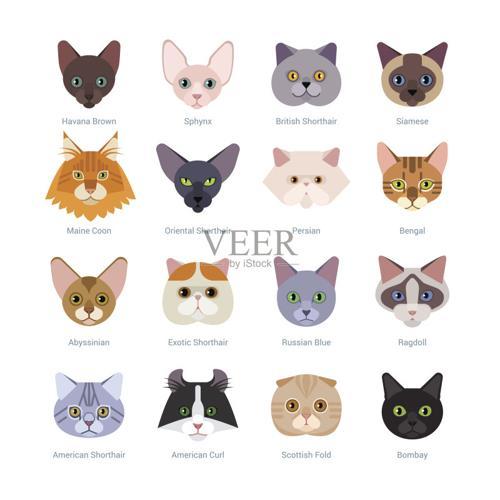 Havana Brown
Sphynx
British Shorthair
Siamese
Maine Coon
Oriental Shorthair
Persian
Bengal
VEER
iStock
Abyssinian
Exotic Shorthair
Russian Blue
Ragdoll
American Shorthair
American Curl
Scottish Fold
Bombay